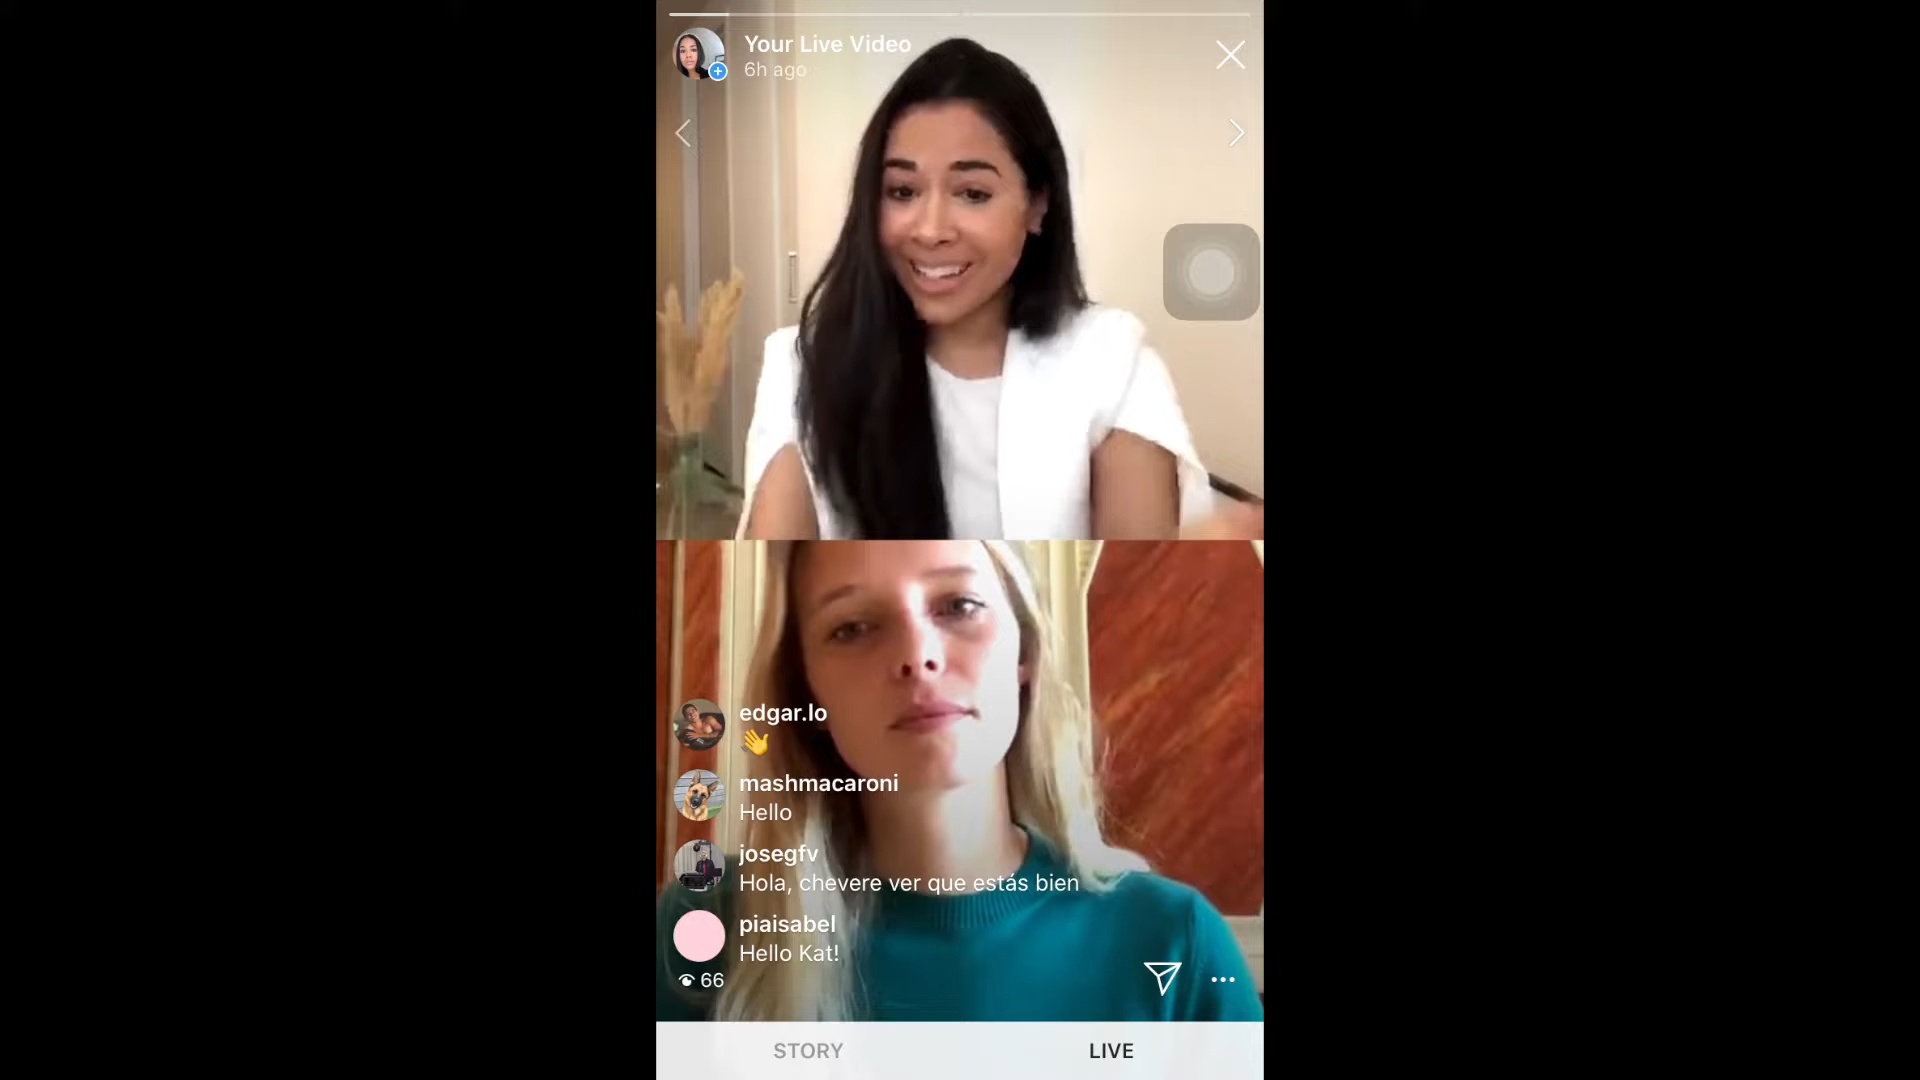 Your Live Video
6h ago
edgar.lo
👋
mashmacaroni
Hello
josegfv
Hola, chevere ver que estás bien
piaisabel
Hello Kat!
66
STORY
LIVE